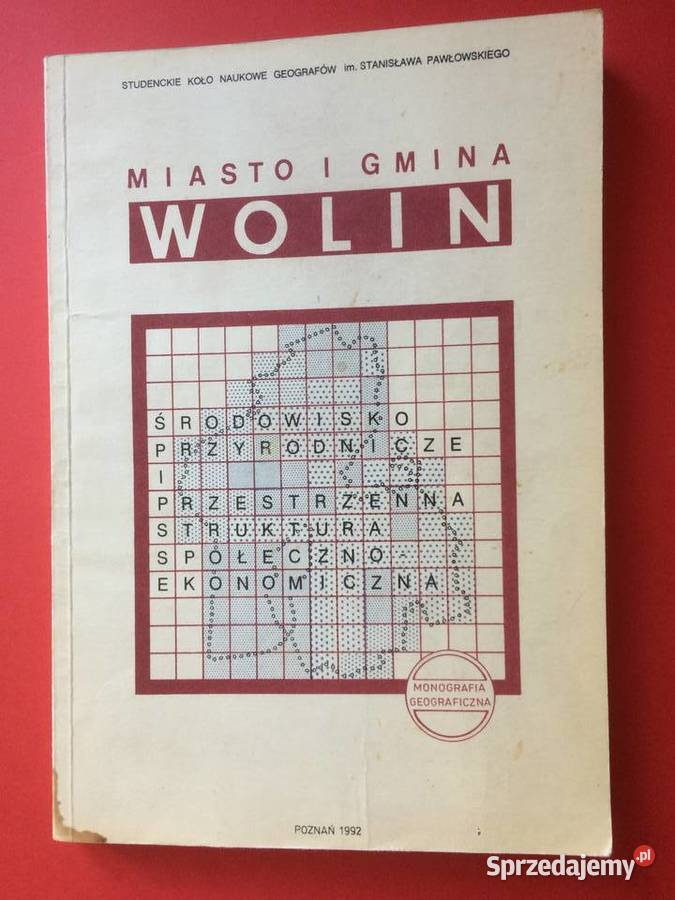 STUDENCKIE KOŁO NAUKOWE GEOGRAFÓW im. STANISŁAWA PAWŁOWSKIEGO
MIASTO I GMINA
WOLIN
ŚRODOWISKO
PRZYRODNICZE
I
PRZESTRZENNA
STRUKTURA
SPOŁECZNO-
EKONOMICZNA
MONOGRAFIA
GEOGRAFICZNA
POZNAŃ 1992
Sprzedajemy.pl